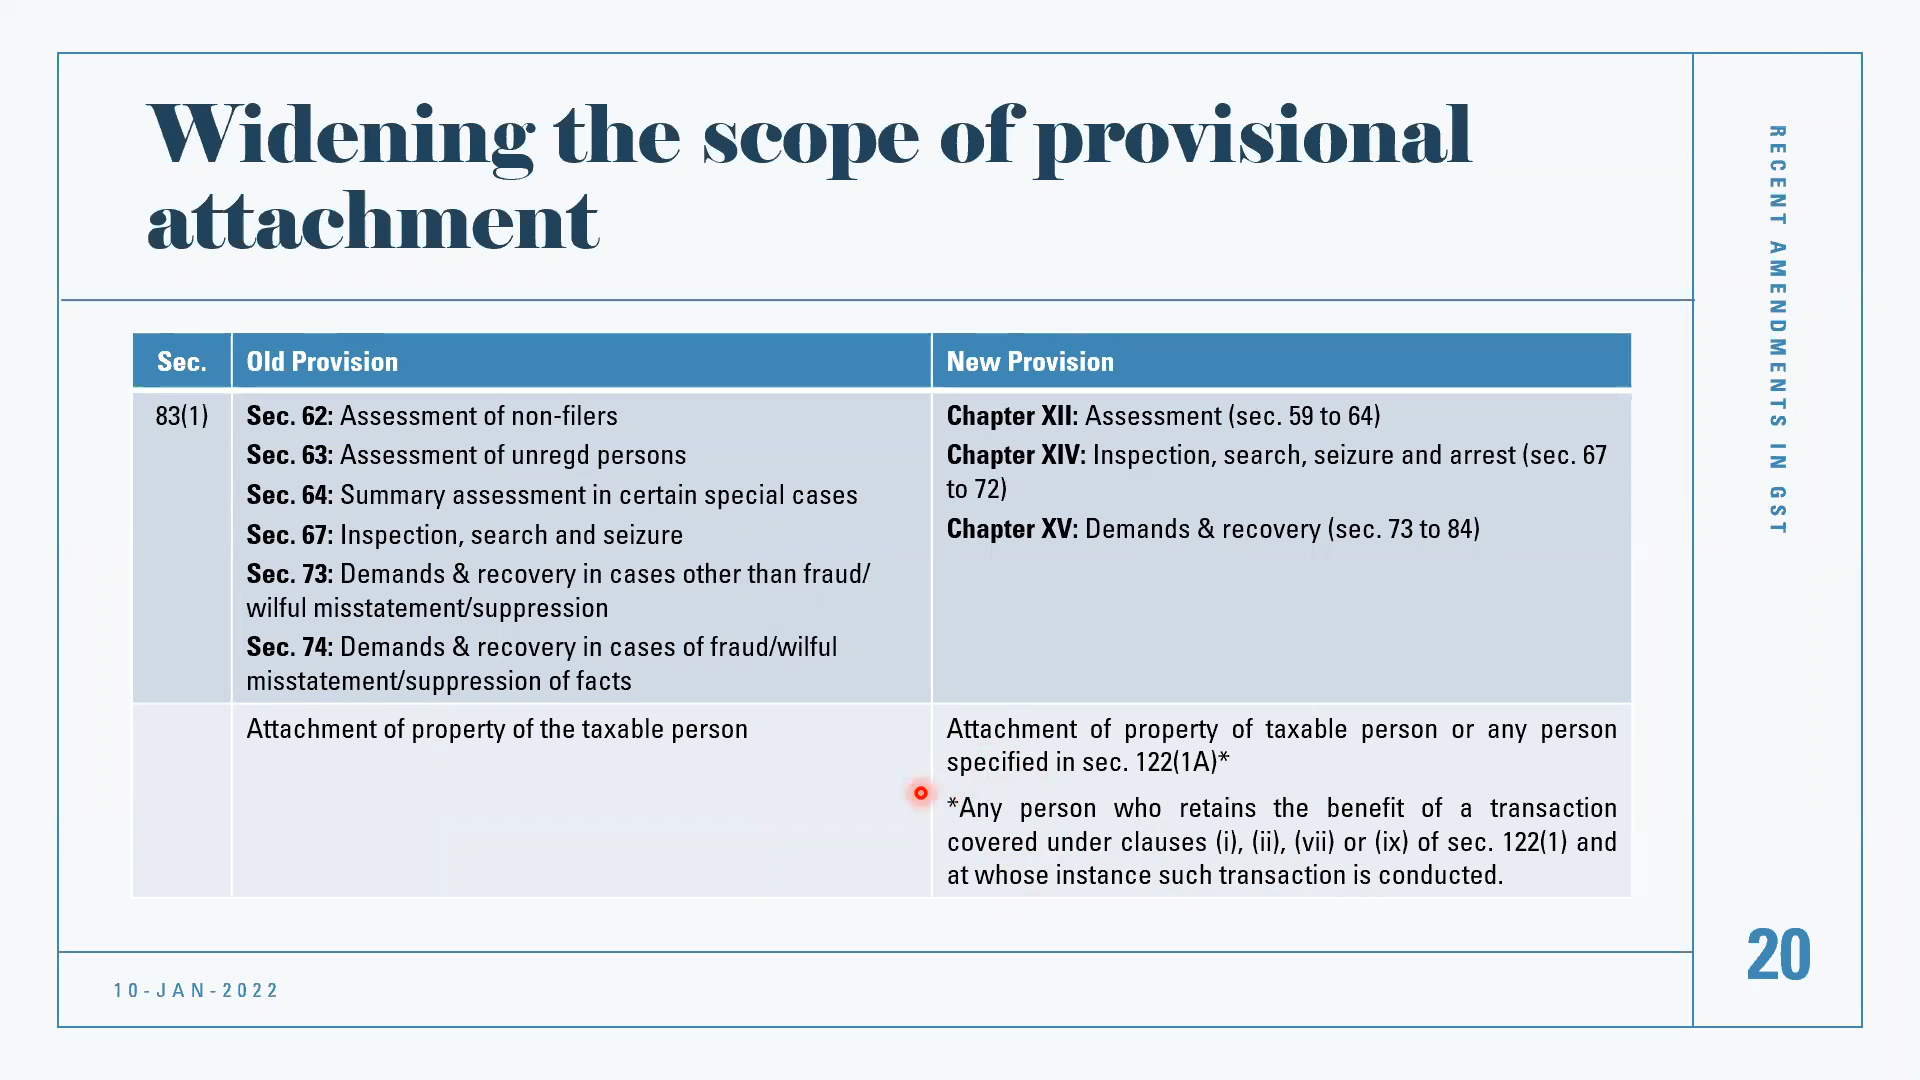 Widening the scope of provisional
attachment
RECENT AMENDMENTS IN GST
Sec.
Old Provision
New Provision
83(1)
Sec. 62: Assessment of non-filers
Sec. 63: Assessment of unregd persons
Sec. 64: Summary assessment in certain special cases
Sec. 67: Inspection, search and seizure
Sec. 73: Demands & recovery in cases other than fraud/
wilful misstatement/suppression
Sec. 74: Demands & recovery in cases of fraud/wilful
misstatement/suppression of facts
Chapter XII: Assessment (sec. 59 to 64)
Chapter XIV: Inspection, search, seizure and arrest (sec. 67
to 72)
Chapter XV: Demands & recovery (sec. 73 to 84)
Attachment of property of the taxable person
Attachment of property of taxable person or any person
specified in sec. 122(1A)*
*Any person who retains the benefit of a transaction
covered under clauses (i), (ii), (vii) or (ix) of sec. 122(1) and
at whose instance such transaction is conducted.
10-JAN-2022
20